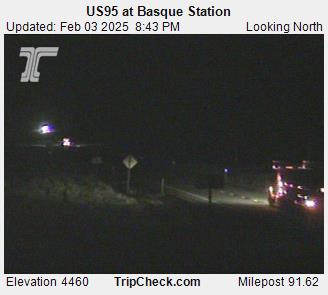 US95 at Basque Station
Updated: Feb 03 2025 8:43 PM Looking North
Elevation 4460 TripCheck.com Milepost 91.62